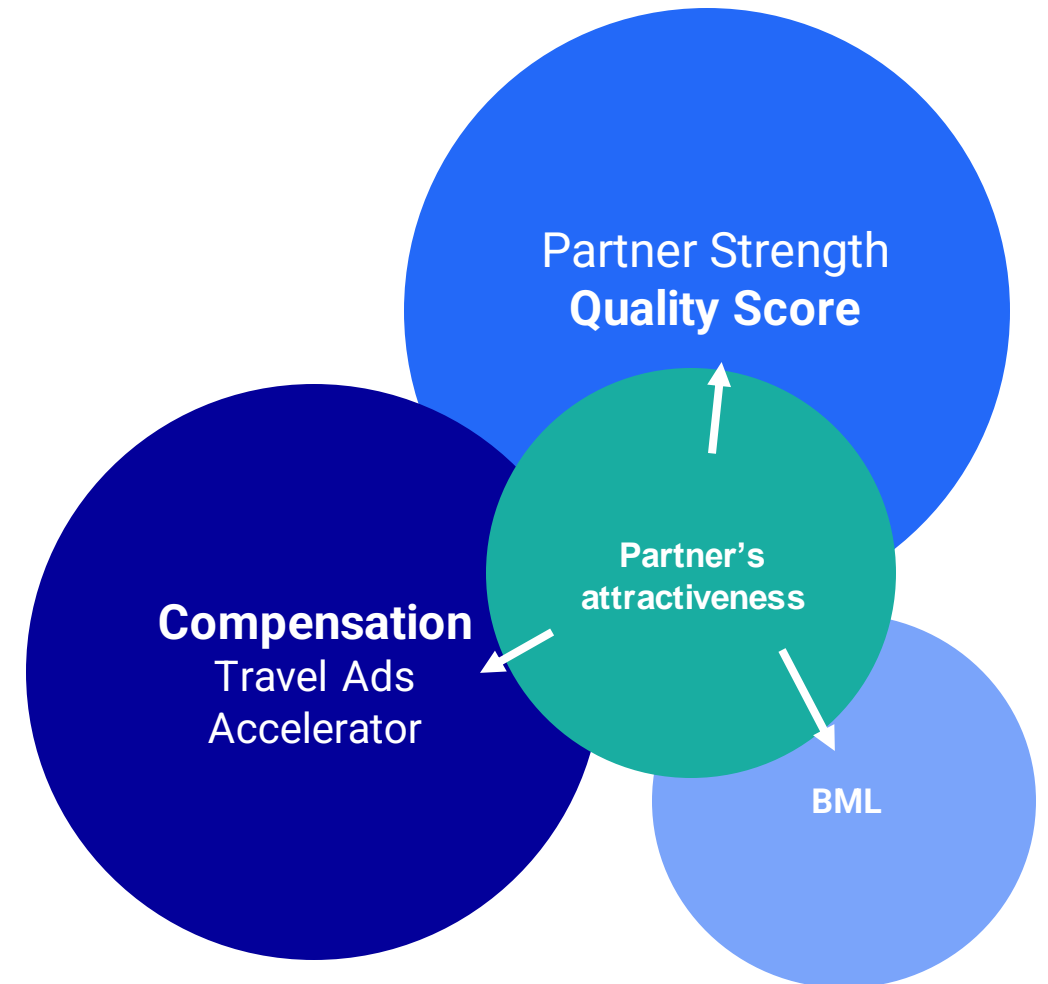 Partner Strength
Quality Score
Partner’s
attractiveness
Compensation
Travel Ads
Accelerator
BML